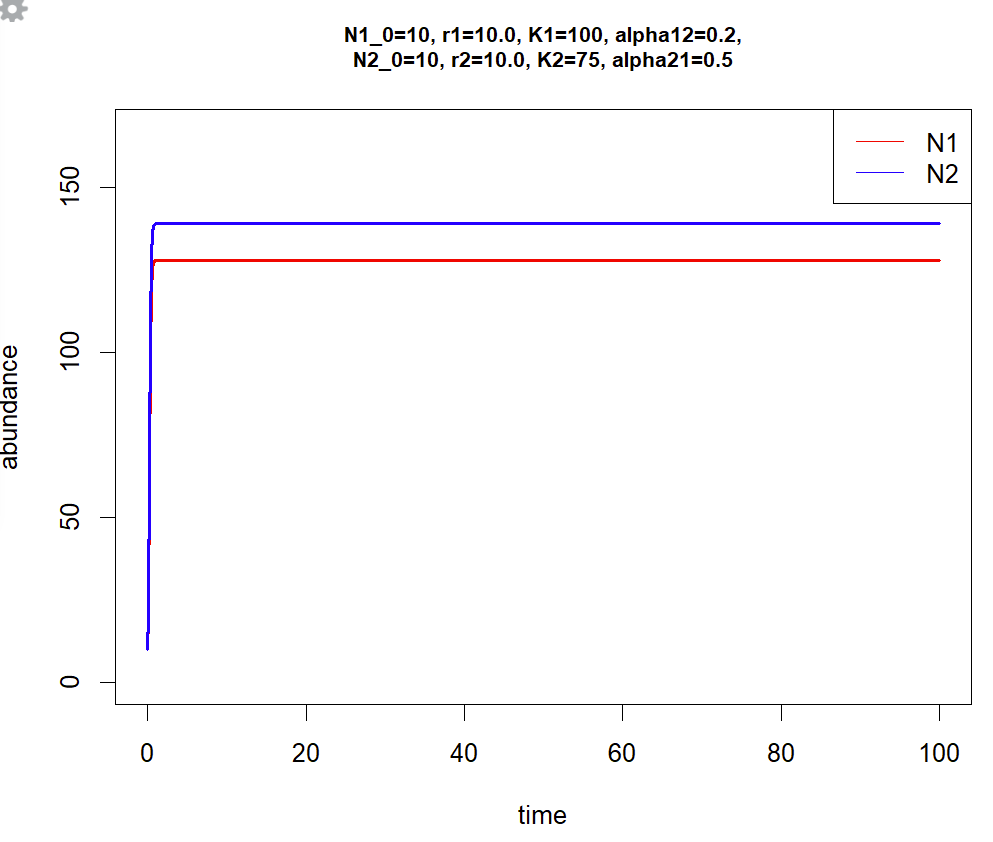 N1_0=10, r1=10.0, K1=100, alpha12=0.2,
N2_0=10, r2=10.0, K2=75, alpha21=0.5
N1
N2
150
100
50
0
abundance
0 20 40 60 80 100
time